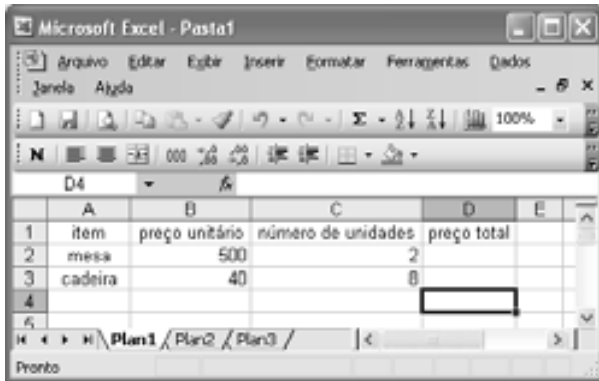 Microsoft Excel - Pasta1
Arquivo Editar Exibir Inserir Formatar Ferramentas Dados
Janela Ajuda
Σ 100%
N 000
D4 fx
A B C D E
1 item preço unitário número de unidades preço total
2 mesa 500 2
3 cadeira 40 8
4
5
Plan1 / Plan2 / Plan3 /
Pronto